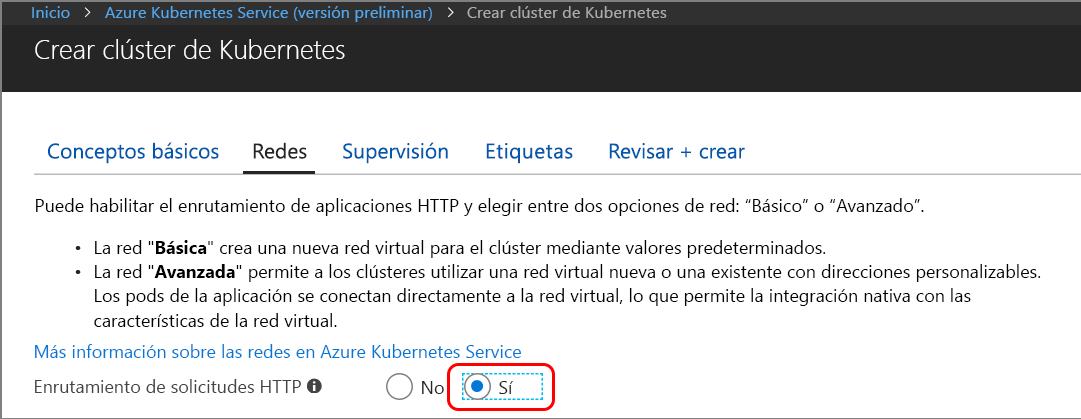 Inicio > Azure Kubernetes Service (versión preliminar) > Crear clúster de Kubernetes
Crear clúster de Kubernetes
Conceptos básicos Redes Supervisión Etiquetas Revisar + crear
Puede habilitar el enrutamiento de aplicaciones HTTP y elegir entre dos opciones de red: “Básico” o “Avanzado”.
• La red "Básica" crea una nueva red virtual para el clúster mediante valores predeterminados.
• La red "Avanzada" permite a los clústeres utilizar una red virtual nueva o una existente con direcciones personalizables.
Los pods de la aplicación se conectan directamente a la red virtual, lo que permite la integración nativa con las
características de la red virtual.
Más información sobre las redes en Azure Kubernetes Service
Enrutamiento de solicitudes HTTP No Sí